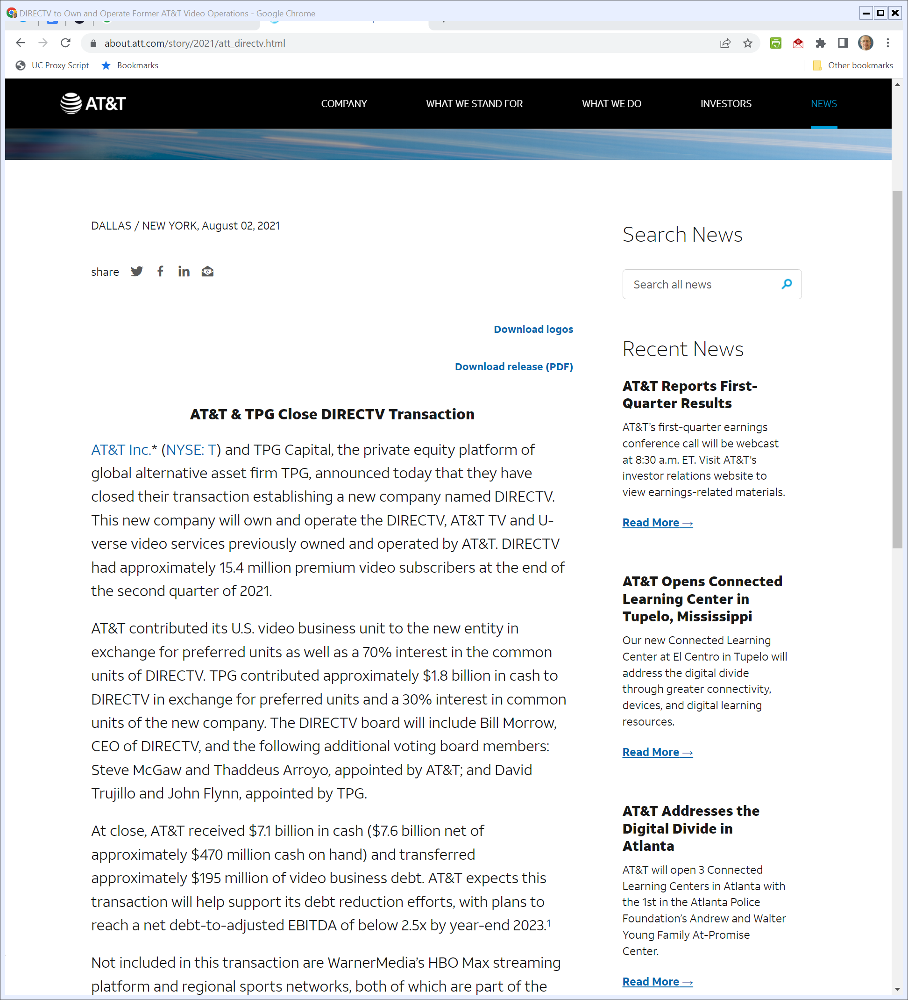 DIRECTV to Own and Operate Former AT&T Video Operations - Google Chrome
about.att.com/story/2021/att_directv.html
UC Proxy Script
Bookmarks
Other bookmarks
AT&T
COMPANY
WHAT WE STAND FOR
WHAT WE DO
INVESTORS
NEWS
DALLAS / NEW YORK, August 02, 2021
share
Download logos
Download release (PDF)
AT&T & TPG Close DIRECTV Transaction
AT&T Inc.* (NYSE: T) and TPG Capital, the private equity platform of
global alternative asset firm TPG, announced today that they have
closed their transaction establishing a new company named DIRECTV.
This new company will own and operate the DIRECTV, AT&T TV and U-
verse video services previously owned and operated by AT&T. DIRECTV
had approximately 15.4 million premium video subscribers at the end of
the second quarter of 2021.
AT&T contributed its U.S. video business unit to the new entity in
exchange for preferred units as well as a 70% interest in the common
units of DIRECTV. TPG contributed approximately $1.8 billion in cash to
DIRECTV in exchange for preferred units and a 30% interest in common
units of the new company. The DIRECTV board will include Bill Morrow,
CEO of DIRECTV, and the following additional voting board members:
Steve McGaw and Thaddeus Arroyo, appointed by AT&T; and David
Trujillo and John Flynn, appointed by TPG.
At close, AT&T received $7.1 billion in cash ($7.6 billion net of
approximately $470 million cash on hand) and transferred
approximately $195 million of video business debt. AT&T expects this
transaction will help support its debt reduction efforts, with plans to
reach a net debt-to-adjusted EBITDA of below 2.5x by year-end 2023.¹
Not included in this transaction are WarnerMedia’s HBO Max streaming
platform and regional sports networks, both of which are part of the
Search News
Search all news
Recent News
AT&T Reports First-
Quarter Results
AT&T’s first-quarter earnings
conference call will be webcast
at 8:30 a.m. ET. Visit AT&T's
investor relations website to
view earnings-related materials.
Read More →
AT&T Opens Connected
Learning Center in
Tupelo, Mississippi
Our new Connected Learning
Center at El Centro in Tupelo will
address the digital divide
through greater connectivity,
devices, and digital learning
resources.
Read More →
AT&T Addresses the
Digital Divide in
Atlanta
AT&T will open 3 Connected
Learning Centers in Atlanta with
the 1st in the Atlanta Police
Foundation’s Andrew and Walter
Young Family At-Promise
Center.
Read More →